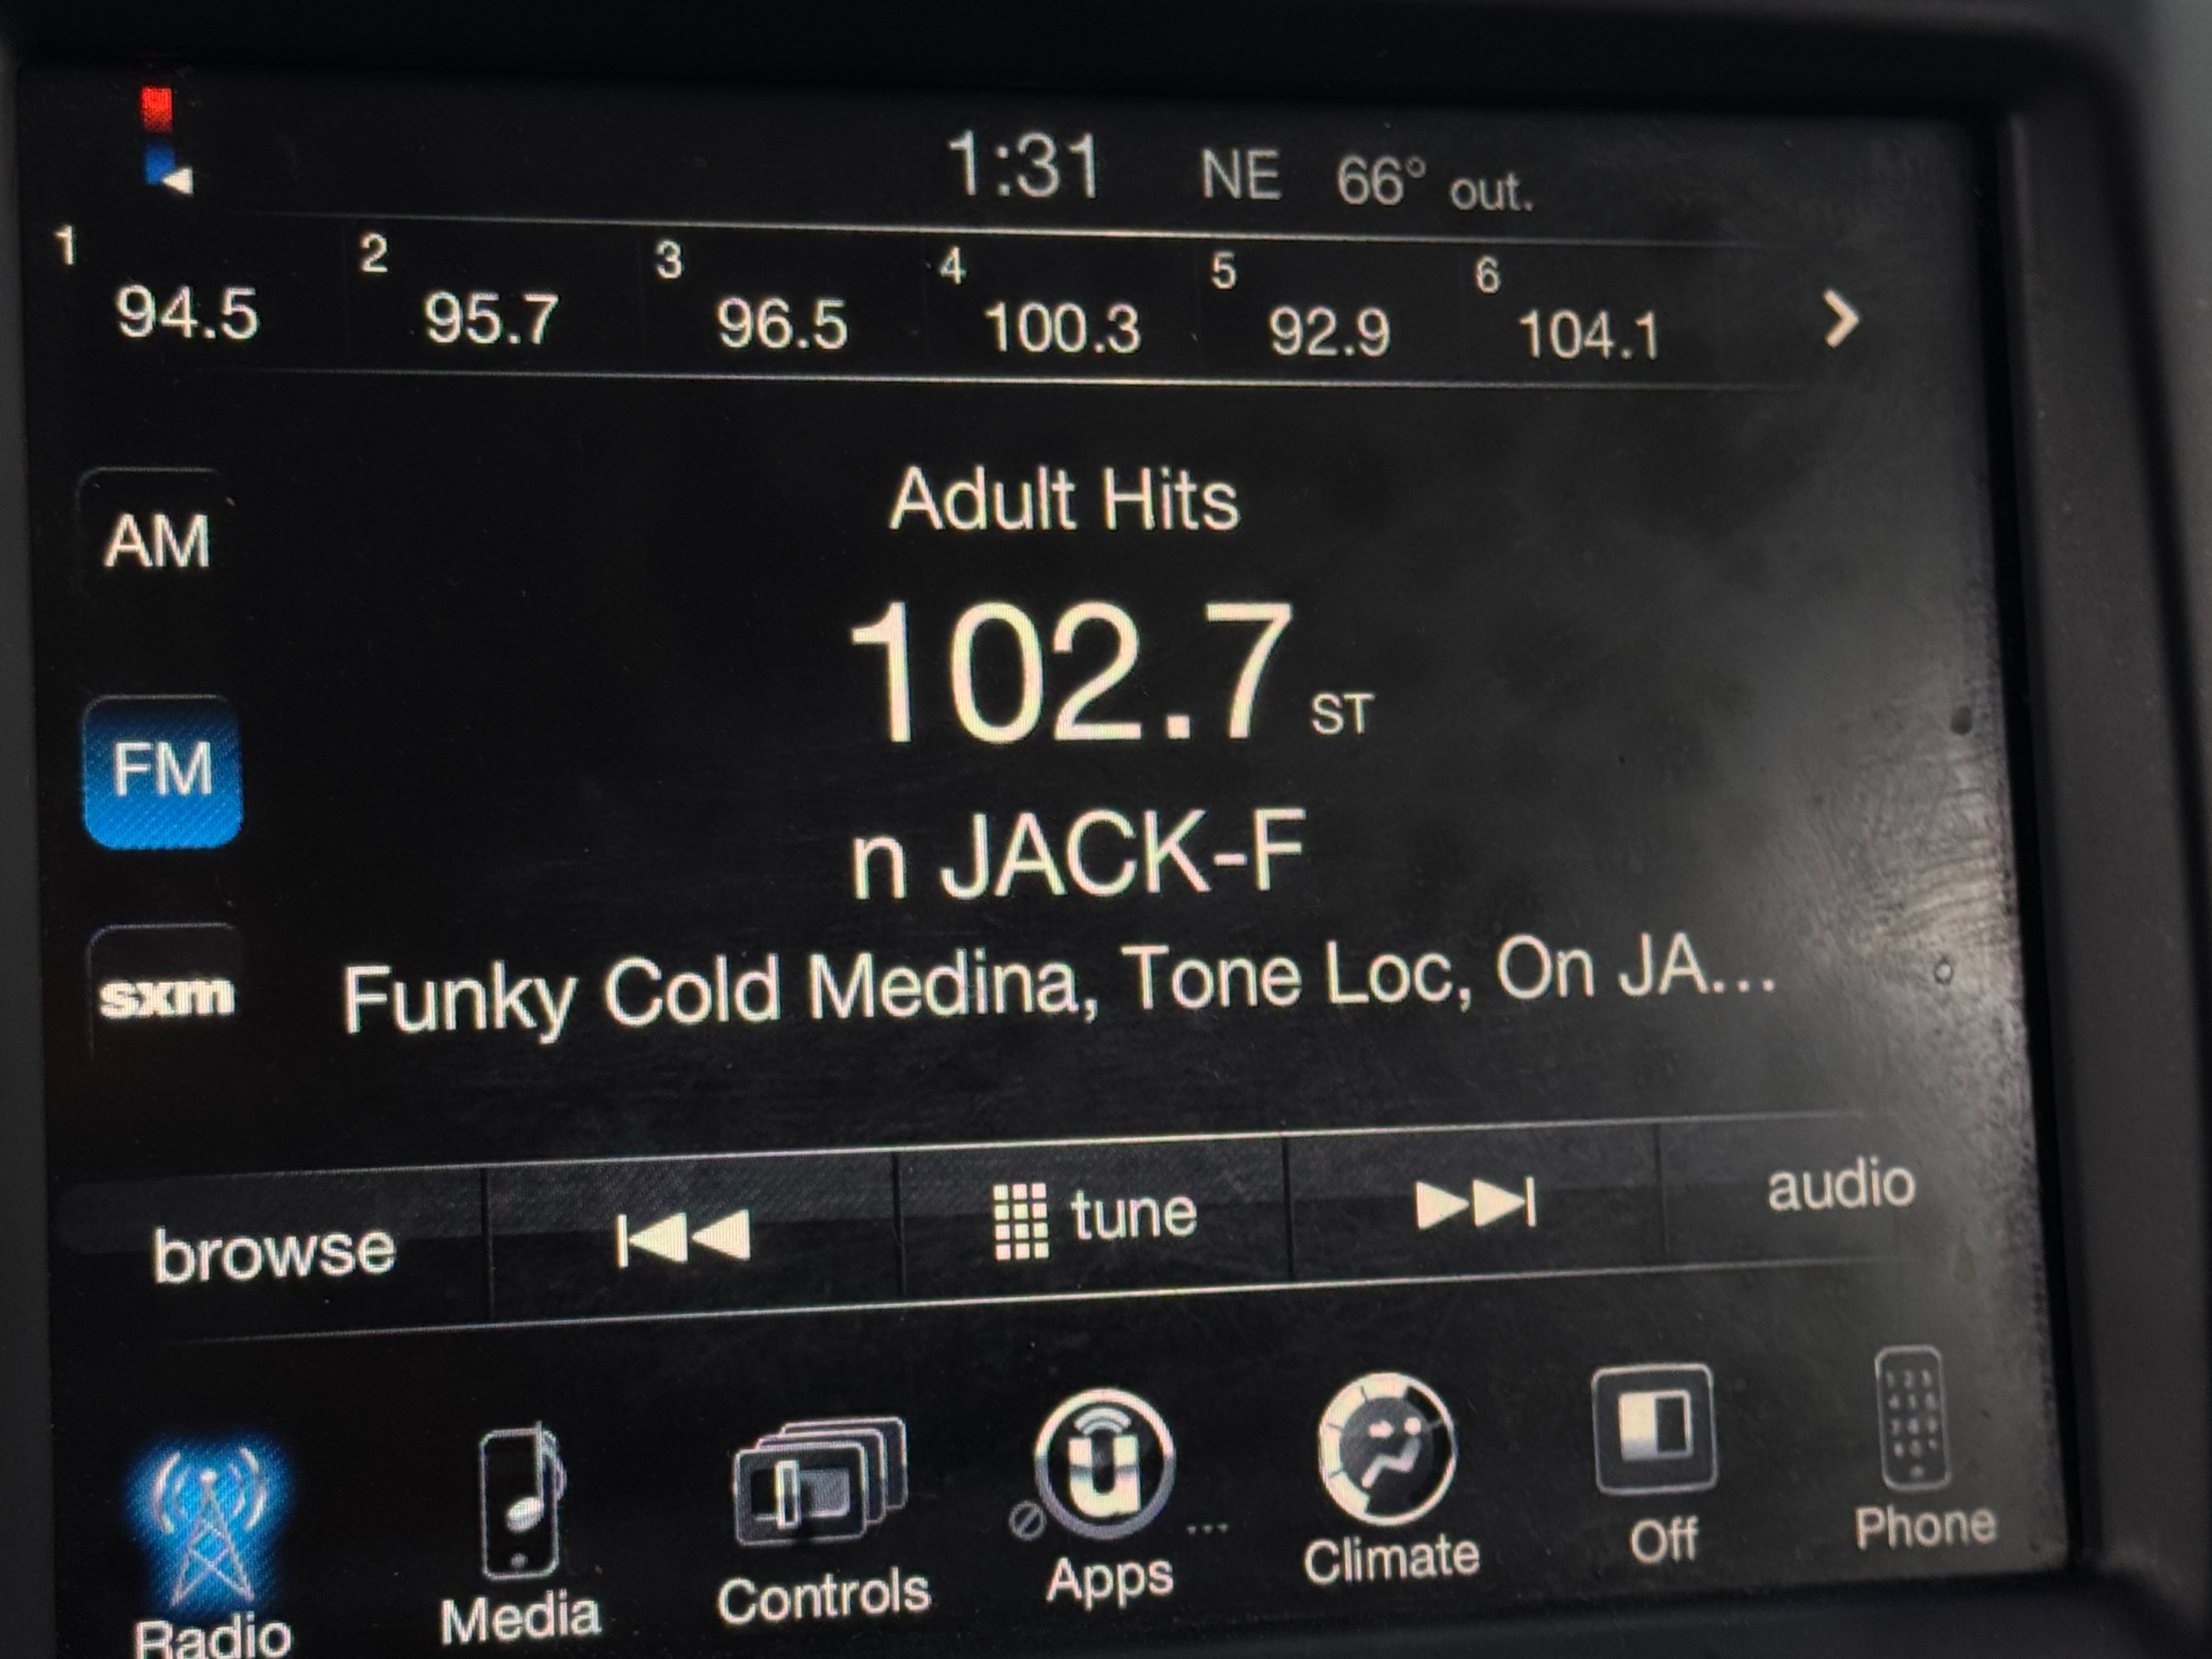 1:31 NE 66° out.
1 2 3 4 5 6
94.5 95.7 96.5 100.3 92.9 104.1
Adult Hits
AM
102.7 ST
FM
n JACK-F
sxm
Funky Cold Medina, Tone Loc, On JA...
browse tune audio
u
Radio Media Controls Apps ... Climate Off Phone